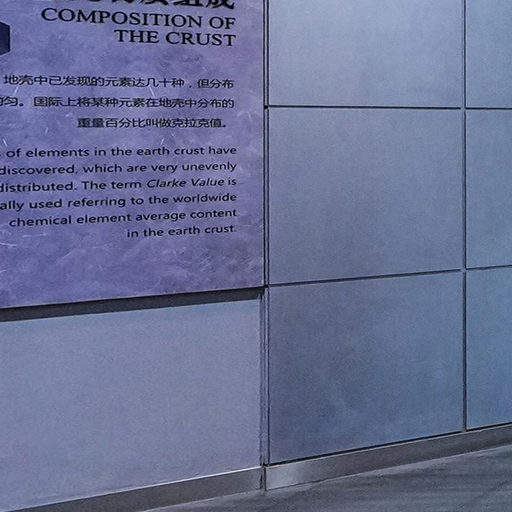 组成
COMPOSITION OF
THE CRUST
地壳中已发现的元素达几十种，但分布
匀。国际上将某种元素在地壳中分布的
重量百分比叫做克拉克值。
of elements in the earth crust have
discovered, which are very unevenly
distributed. The term Clarke Value is
ally used referring to the worldwide
chemical element average content
in the earth crust.